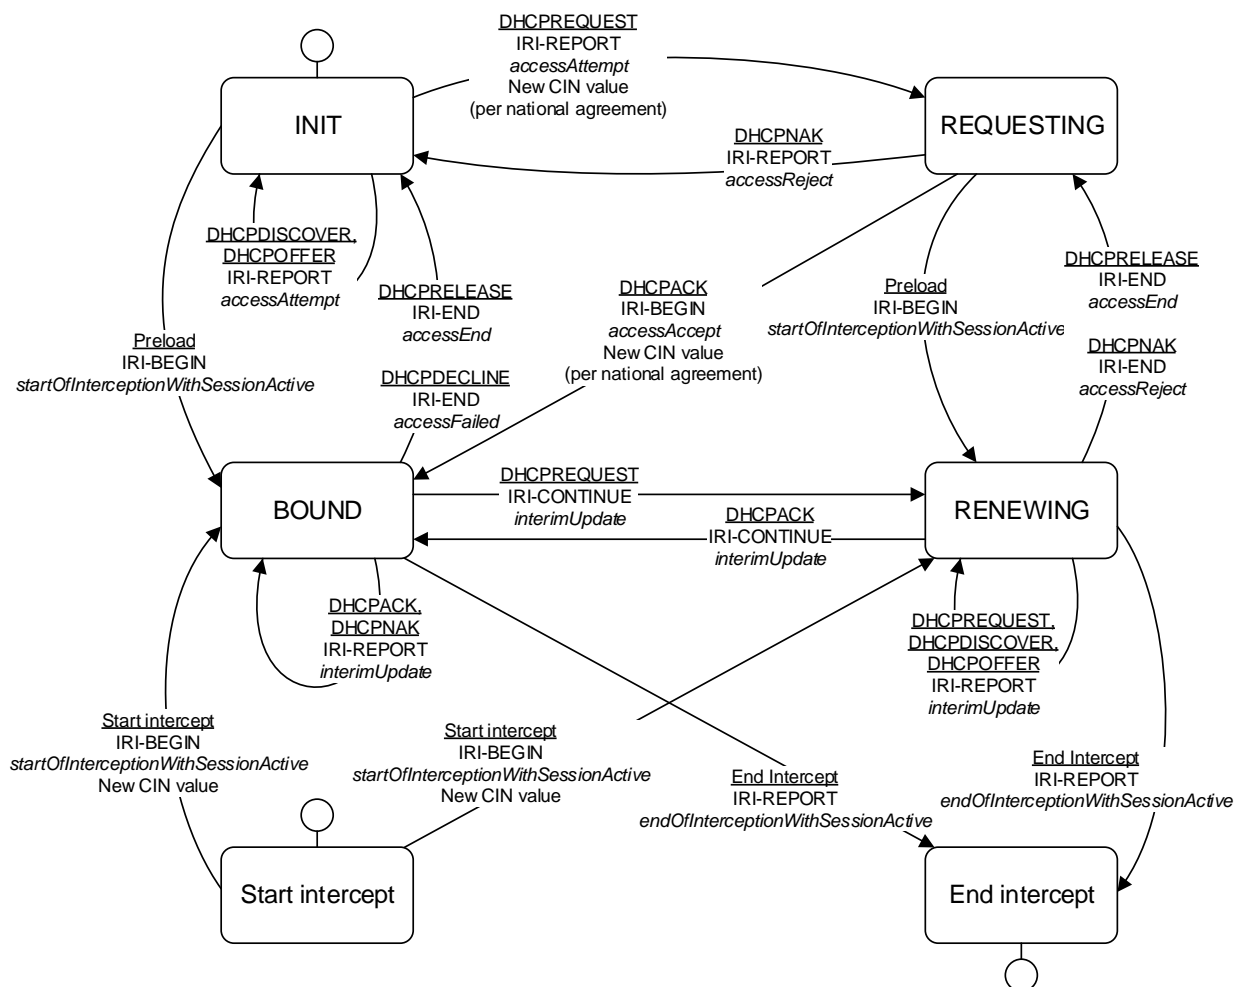 DHCPREQUEST
IRI-REPORT
accessAttempt
New CIN value
(per national agreement)
INIT
REQUESTING
DHCPNAK
IRI-REPORT
accessReject
DHCPDISCOVER,
DHCPOFFER
IRI-REPORT
accessAttempt
DHCPRELEASE
IRI-END
accessEnd
DHCPACK
IRI-BEGIN
accessAccept
New CIN value
(per national agreement)
Preload
IRI-BEGIN
startOfInterceptionWithSessionActive
DHCPRELEASE
IRI-END
accessEnd
Preload
IRI-BEGIN
startOfInterceptionWithSessionActive
DHCPDECLINE
IRI-END
accessFailed
DHCPNAK
IRI-END
accessReject
BOUND
DHCPREQUEST
IRI-CONTINUE
interimUpdate
DHCPACK
IRI-CONTINUE
interimUpdate
RENEWING
DHCPACK,
DHCPNAK
IRI-REPORT
interimUpdate
DHCPREQUEST,
DHCPDISCOVER,
DHCPOFFER
IRI-REPORT
interimUpdate
Start intercept
IRI-BEGIN
startOfInterceptionWithSessionActive
New CIN value
Start intercept
IRI-BEGIN
startOfInterceptionWithSessionActive
New CIN value
End Intercept
IRI-REPORT
endOfInterceptionWithSessionActive
End Intercept
IRI-REPORT
endOfInterceptionWithSessionActive
Start intercept
End intercept